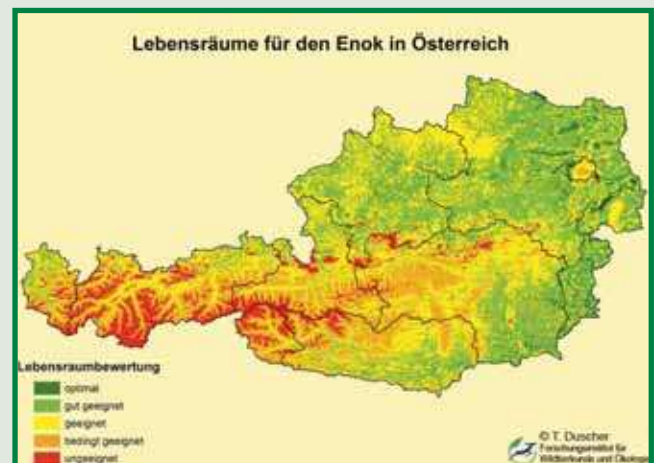 Lebensräume für den Enok in Österreich
Lebensraumbewertung
optimal
gut geeignet
geeignet
bedingt geeignet
ungeeignet
© T. Duscher
Forschungsinstitut für
Wildtierkunde und Ökologie